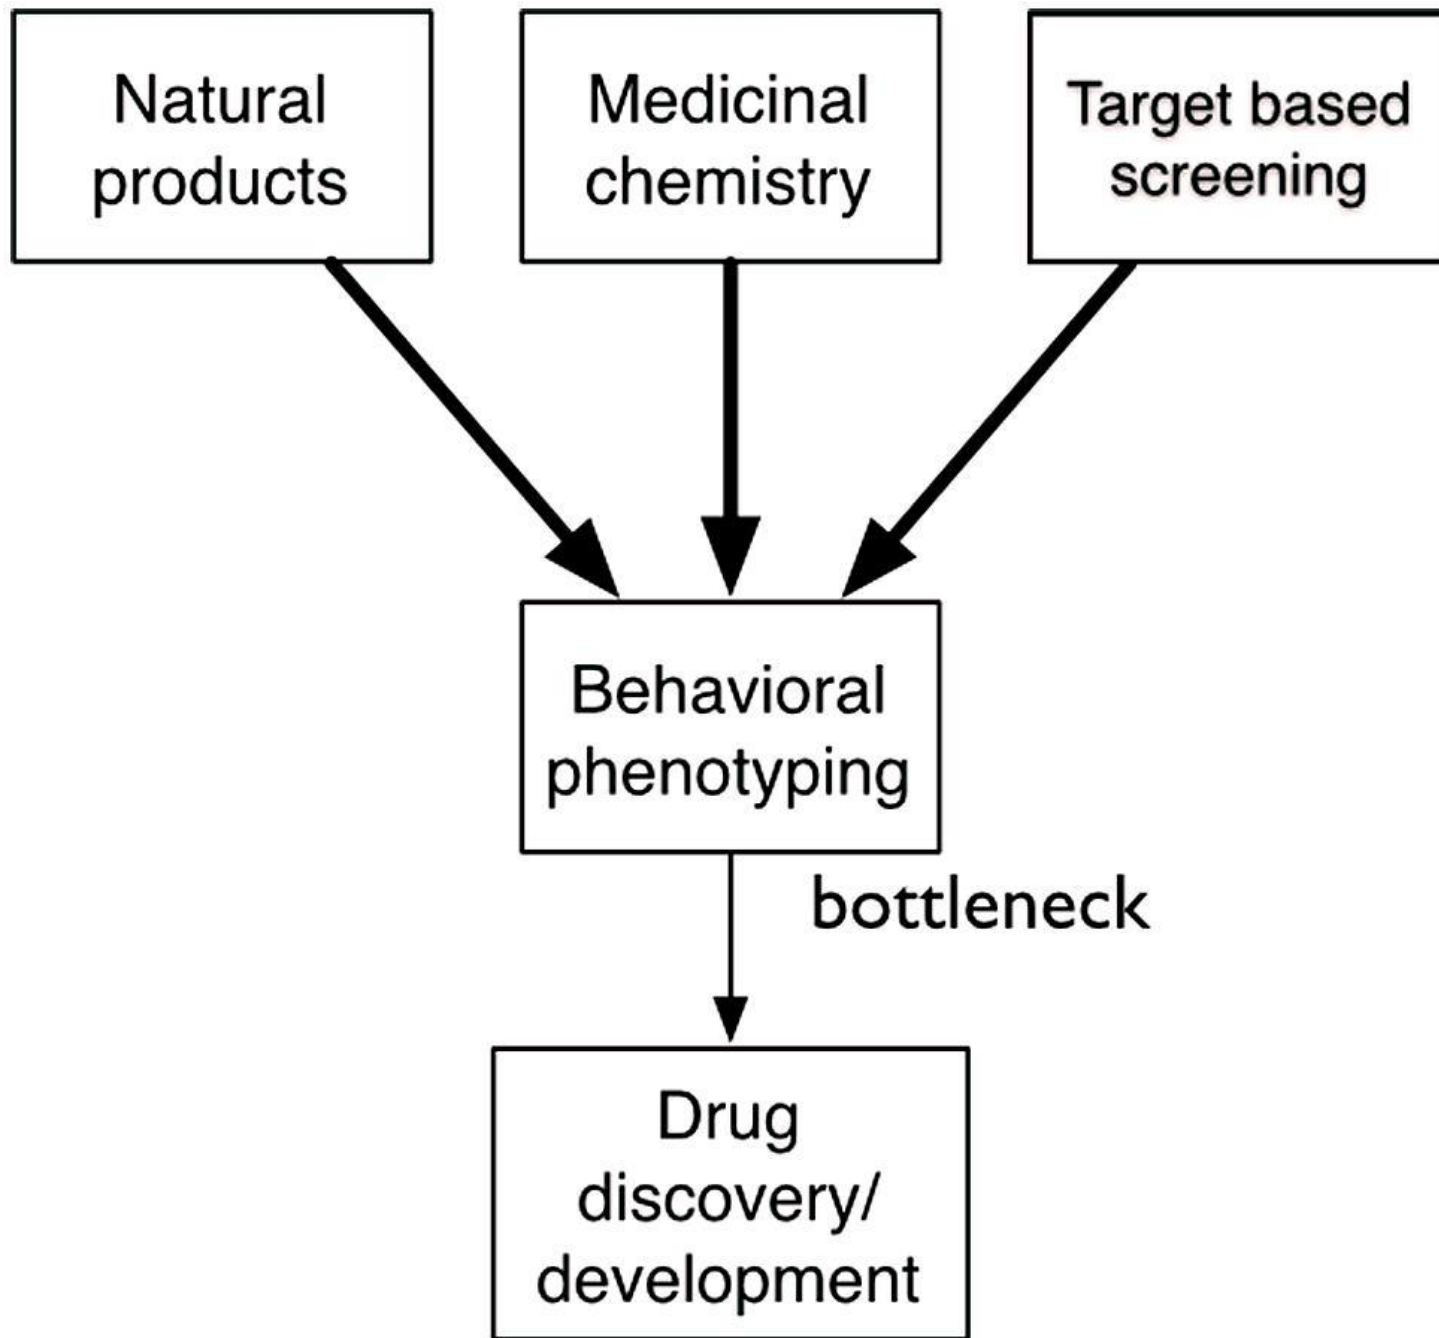 Natural
products
Medicinal
chemistry
Target based
screening
Behavioral
phenotyping
bottleneck
Drug
discovery/
development